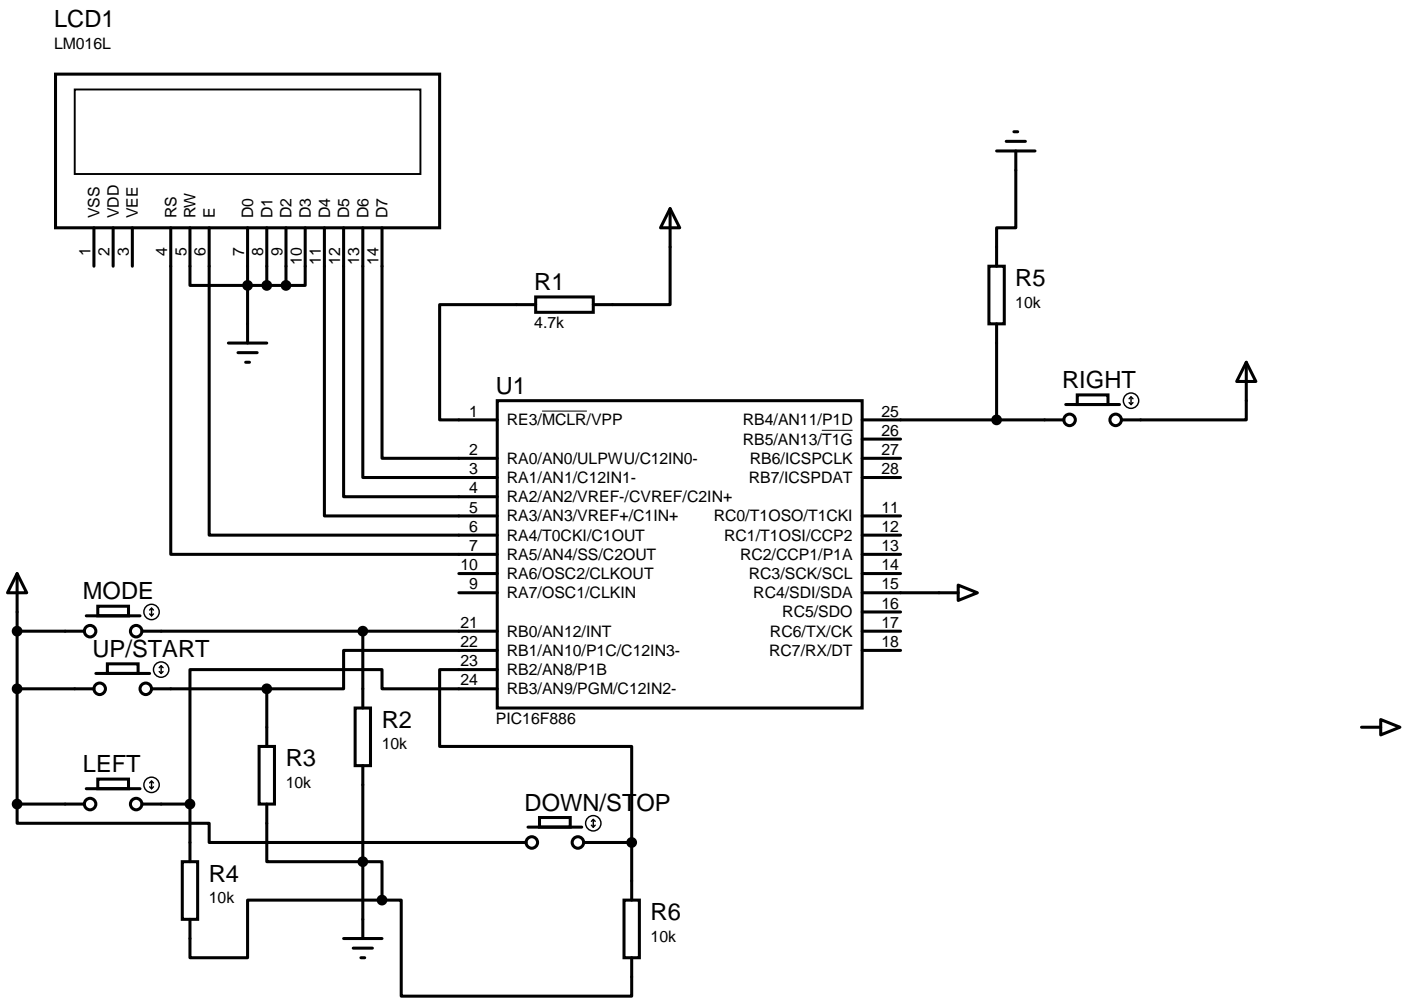 LCD1
LM016L
VSS VDD VEE RS RW E D0 D1 D2 D3 D4 D5 D6 D7
1 2 3 4 5 6 7 8 9 10 11 12 13 14
R1
4.7k
R5
10k
RIGHT
U1
1 RE3/MCLR/VPP RB4/AN11/P1D 25
RB5/AN13/T1G 26
2 RA0/AN0/ULPWU/C12IN0- RB6/ICSPCLK 27
3 RA1/AN1/C12IN1- RB7/ICSPDAT 28
4 RA2/AN2/VREF-/CVREF/C2IN+
5 RA3/AN3/VREF+/C1IN+ RC0/T1OSO/T1CKI 11
6 RA4/T0CKI/C1OUT RC1/T1OSI/CCP2 12
7 RA5/AN4/SS/C2OUT RC2/CCP1/P1A 13
10 RA6/OSC2/CLKOUT RC3/SCK/SCL 14
9 RA7/OSC1/CLKIN RC4/SDI/SDA 15
RC5/SDO 16
21 RB0/AN12/INT RC6/TX/CK 17
22 RB1/AN10/P1C/C12IN3- RC7/RX/DT 18
23 RB2/AN8/P1B
24 RB3/AN9/PGM/C12IN2-
PIC16F886
MODE
UP/START
LEFT
R2
10k
R3
10k
DOWN/STOP
R4
10k
R6
10k